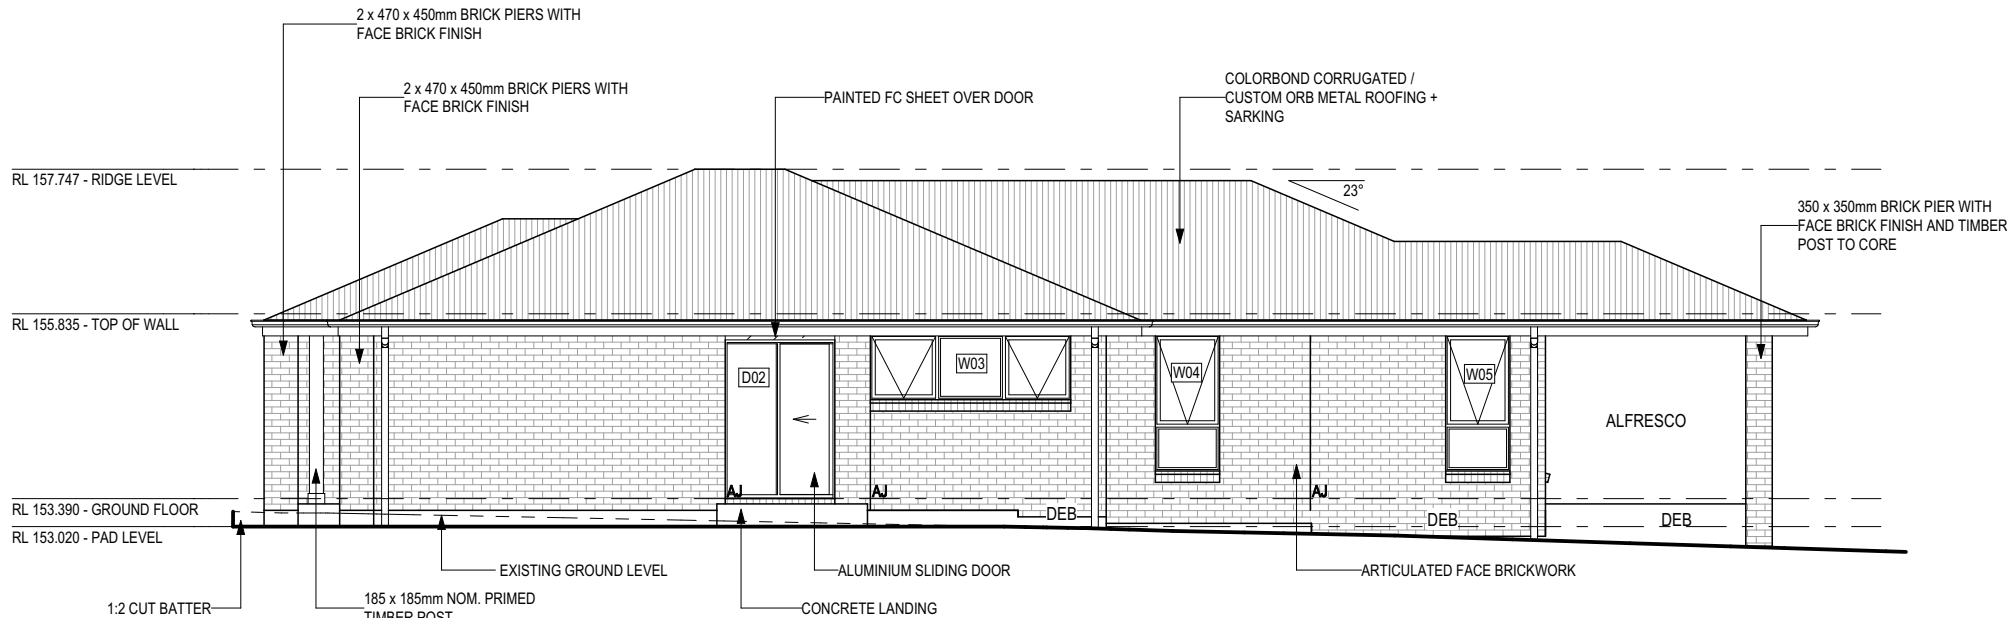 2 x 470 x 450mm BRICK PIERS WITH
FACE BRICK FINISH
2 x 470 x 450mm BRICK PIERS WITH
FACE BRICK FINISH
PAINTED FC SHEET OVER DOOR
COLORBOND CORRUGATED /
CUSTOM ORB METAL ROOFING +
SARKING
RL 157.747 - RIDGE LEVEL
23°
350 x 350mm BRICK PIER WITH
FACE BRICK FINISH AND TIMBER
POST TO CORE
RL 155.835 - TOP OF WALL
D02
W03
W04
W05
ALFRESCO
AJ
AJ
AJ
RL 153.390 - GROUND FLOOR
DEB
DEB
DEB
RL 153.020 - PAD LEVEL
EXISTING GROUND LEVEL
ALUMINIUM SLIDING DOOR
ARTICULATED FACE BRICKWORK
1:2 CUT BATTER
185 x 185mm NOM. PRIMED
TIMBER POST
CONCRETE LANDING